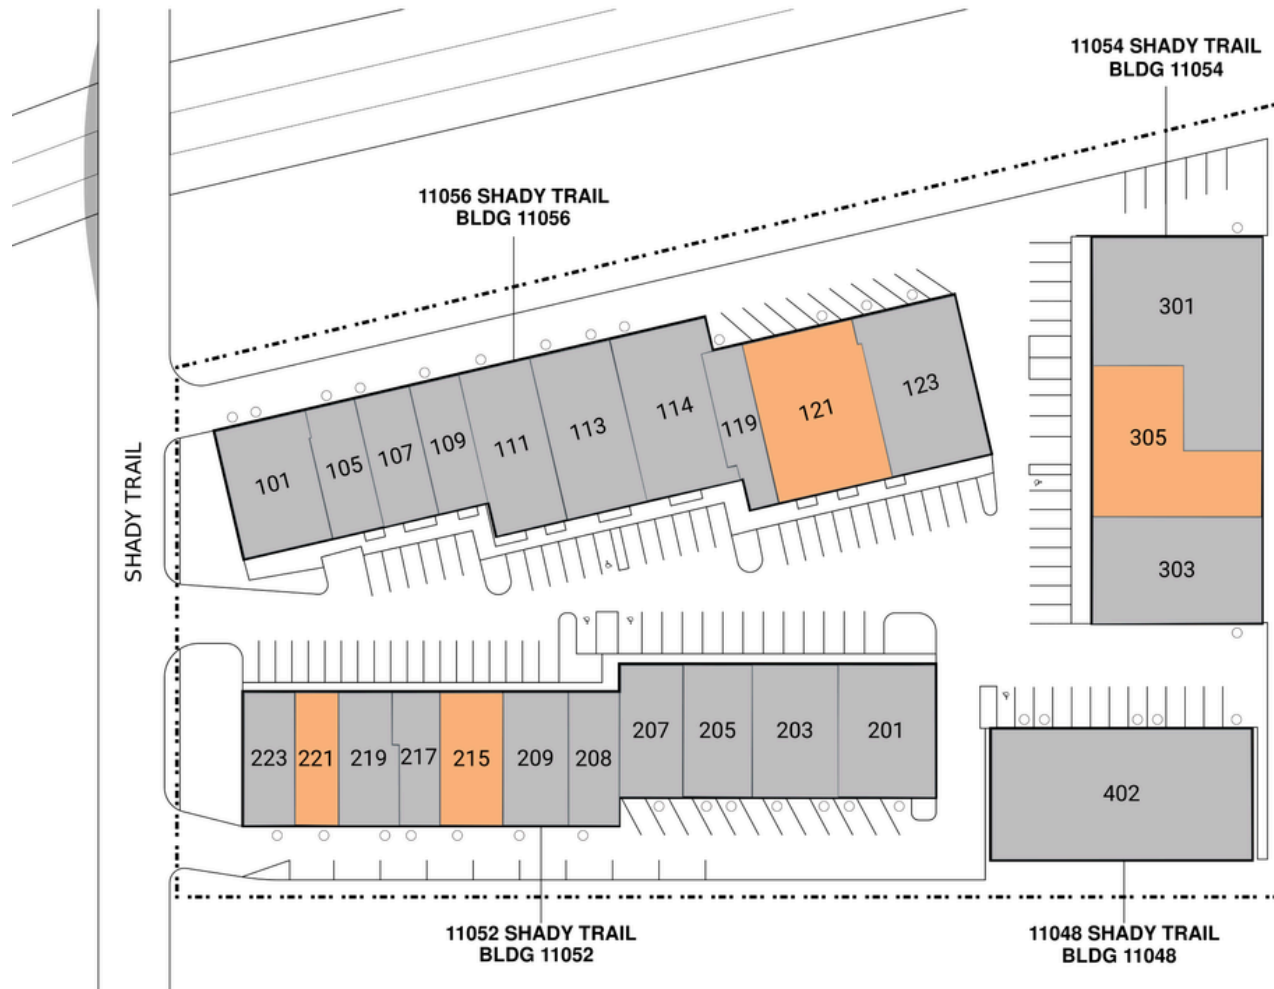 11054 SHADY TRAIL
BLDG 11054
11056 SHADY TRAIL
BLDG 11056
301
305
303
123
121
119
114
113
111
109
107
105
101
SHADY TRAIL
207
205
203
201
223
221
219
217
215
209
208
402
11052 SHADY TRAIL
BLDG 11052
11048 SHADY TRAIL
BLDG 11048